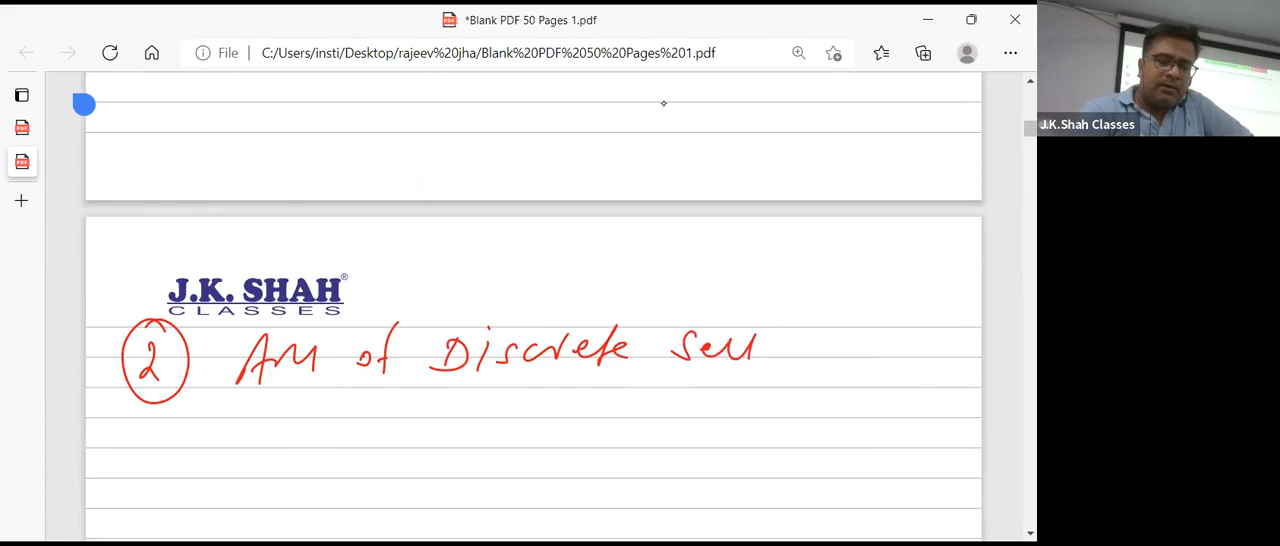 *Blank PDF 50 Pages 1.pdf
File C:/Users/insti/Desktop/rajeev%20jha/Blank%20PDF%2050%20Pages%201.pdf
J.K.Shah Classes
J.K. SHAH®
CLASSES
2 AM of Discrete